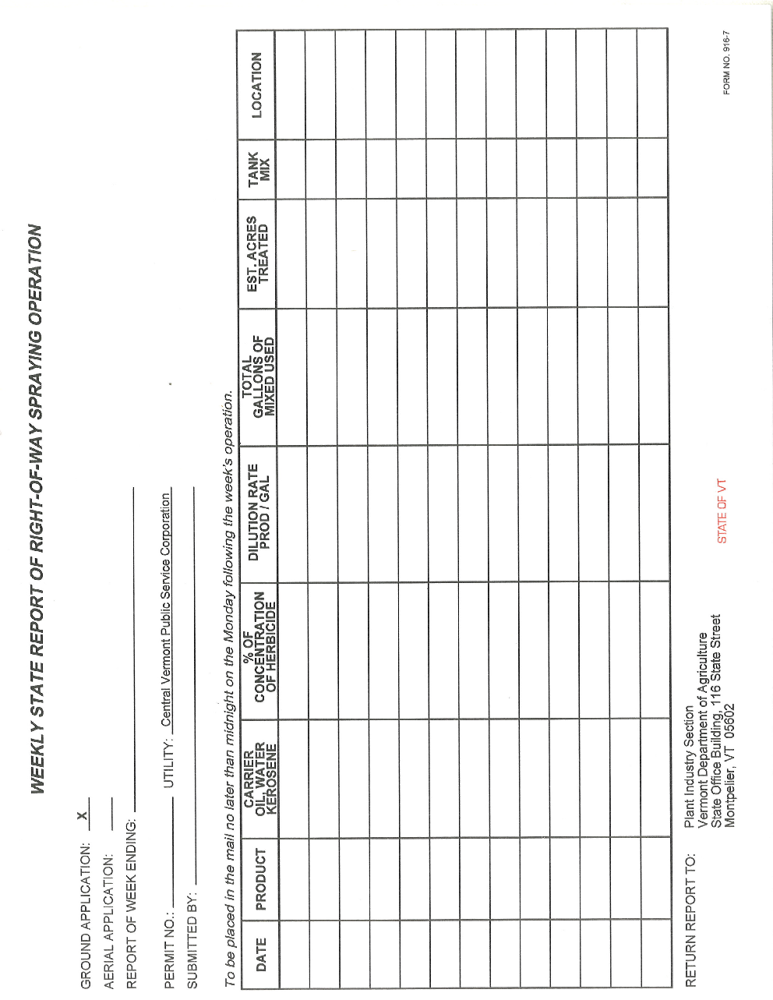 WEEKLY STATE REPORT OF RIGHT-OF-WAY SPRAYING OPERATION
GROUND APPLICATION: X
AERIAL APPLICATION:
REPORT OF WEEK ENDING:
PERMIT NO.: UTILITY: Central Vermont Public Service Corporation
SUBMITTED BY:
To be placed in the mail no later than midnight on the Monday following the week's operation.
DATE
PRODUCT
CARRIER
OIL, WATER
KEROSENE
% OF
CONCENTRATION
OF HERBICIDE
DILUTION RATE
PROD / GAL
TOTAL
GALLONS OF
MIXED USED
EST. ACRES
TREATED
TANK
MIX
LOCATION
RETURN REPORT TO: Plant Industry Section
Vermont Department of Agriculture
State Office Building, 116 State Street
Montpelier, VT 05602
STATE OF VT
FORM NO. 916-7